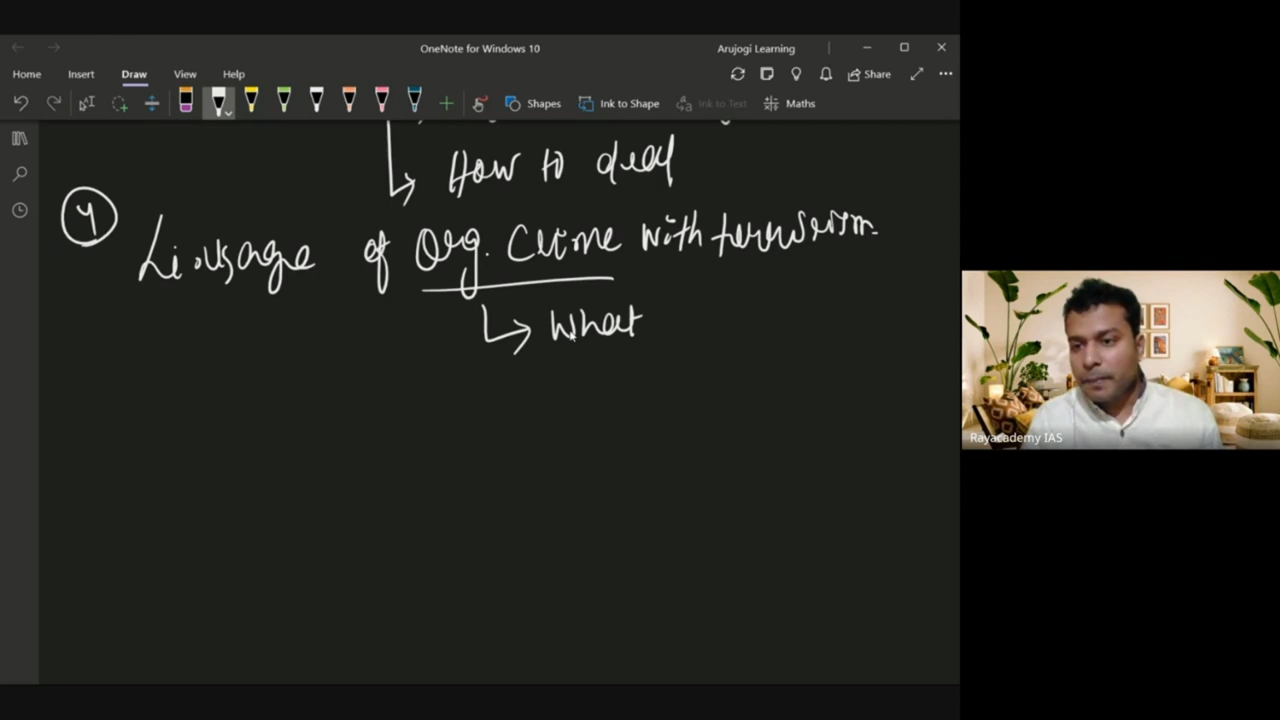 OneNote for Windows 10
Arujogi Learning
Home Insert Draw View Help
Share
Shapes Ink to Shape Ink to Text Maths
How to deal
4 Linkage of Org. Crime with terrorism.
What
Rayacademy IAS